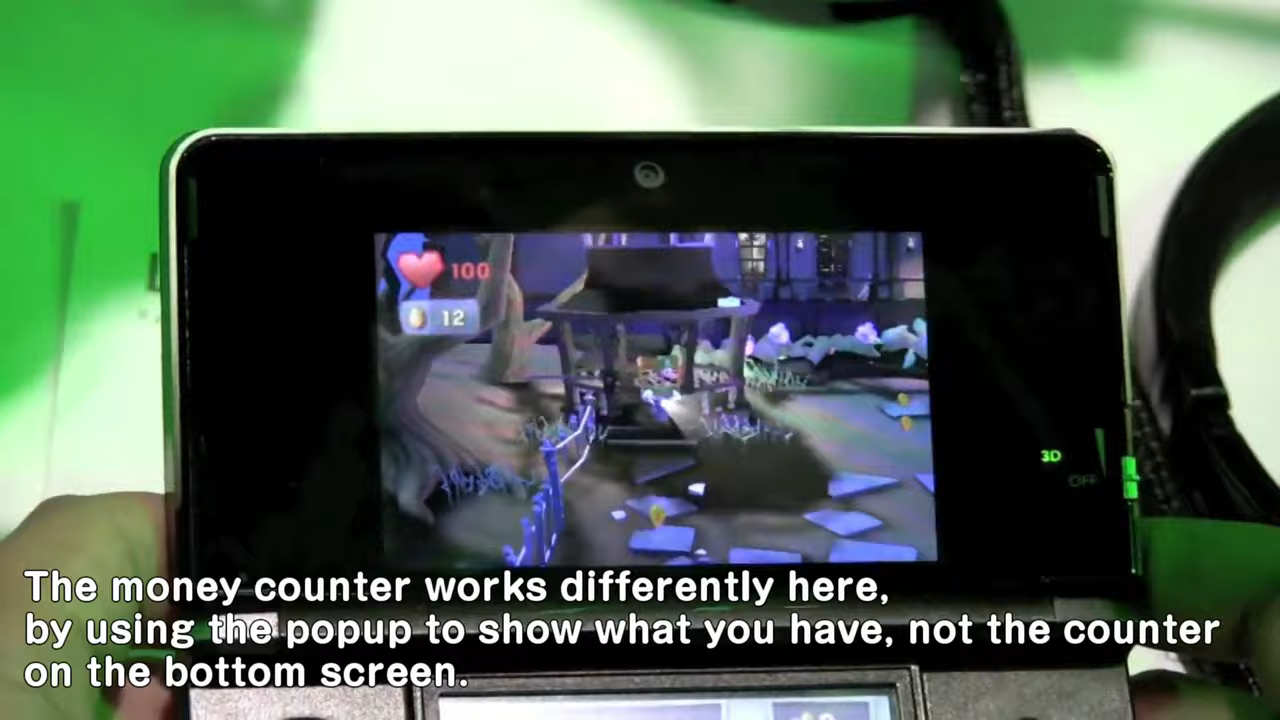 100
12
3D
OFF
The money counter works differently here,
by using the popup to show what you have, not the counter
on the bottom screen.